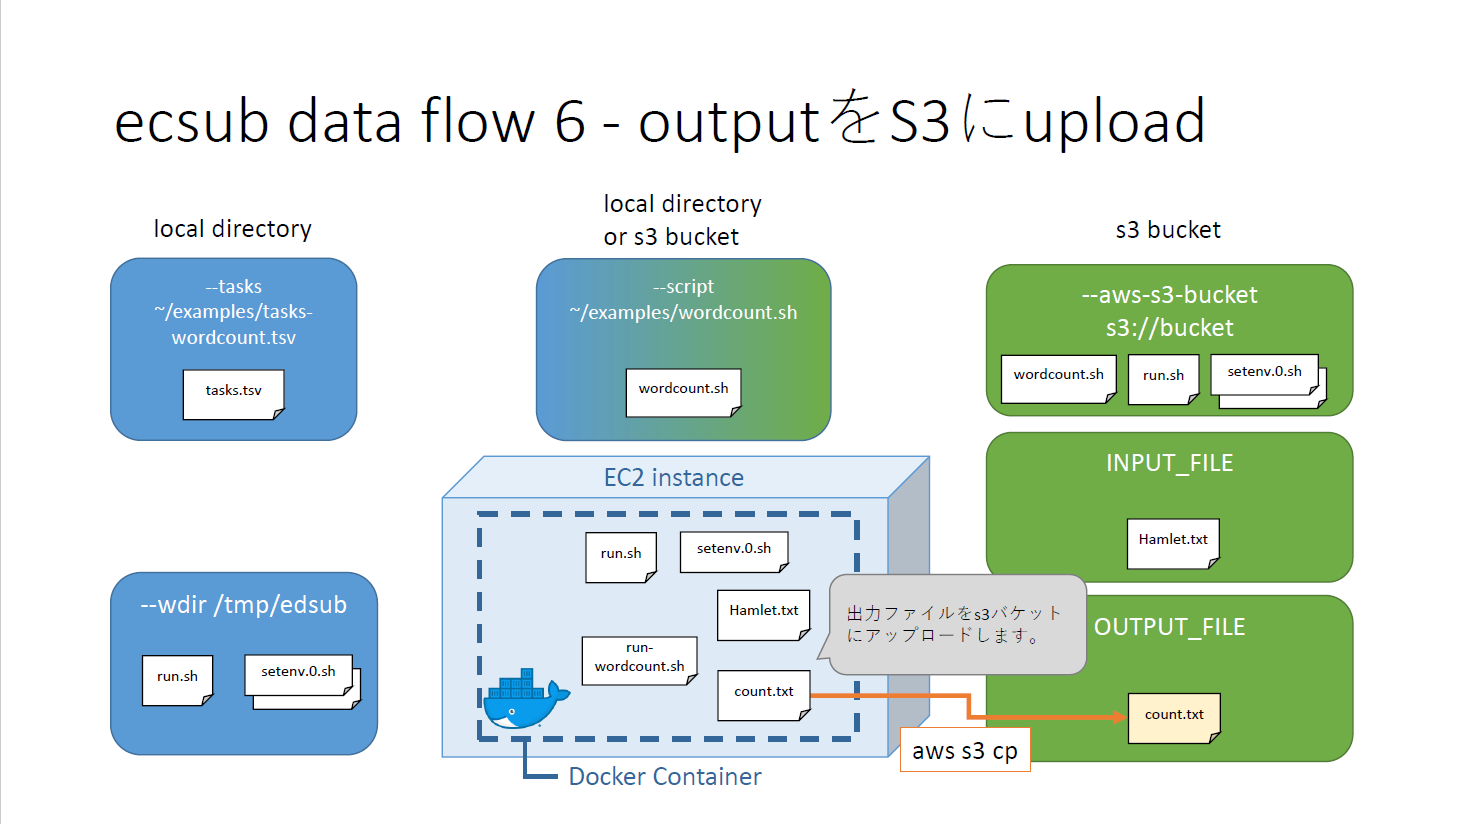 ecsub data flow 6 - outputをS3にupload
local directory
--tasks
~/examples/tasks-
wordcount.tsv
tasks.tsv
local directory
or s3 bucket
--script
~/examples/wordcount.sh
wordcount.sh
s3 bucket
--aws-s3-bucket
s3://bucket
wordcount.sh
run.sh
setenv.0.sh
INPUT_FILE
Hamlet.txt
EC2 instance
run.sh
setenv.0.sh
Hamlet.txt
run-
wordcount.sh
count.txt
出力ファイルをs3バケット
にアップロードします。
OUTPUT_FILE
count.txt
aws s3 cp
Docker Container
--wdir /tmp/edsub
run.sh
setenv.0.sh